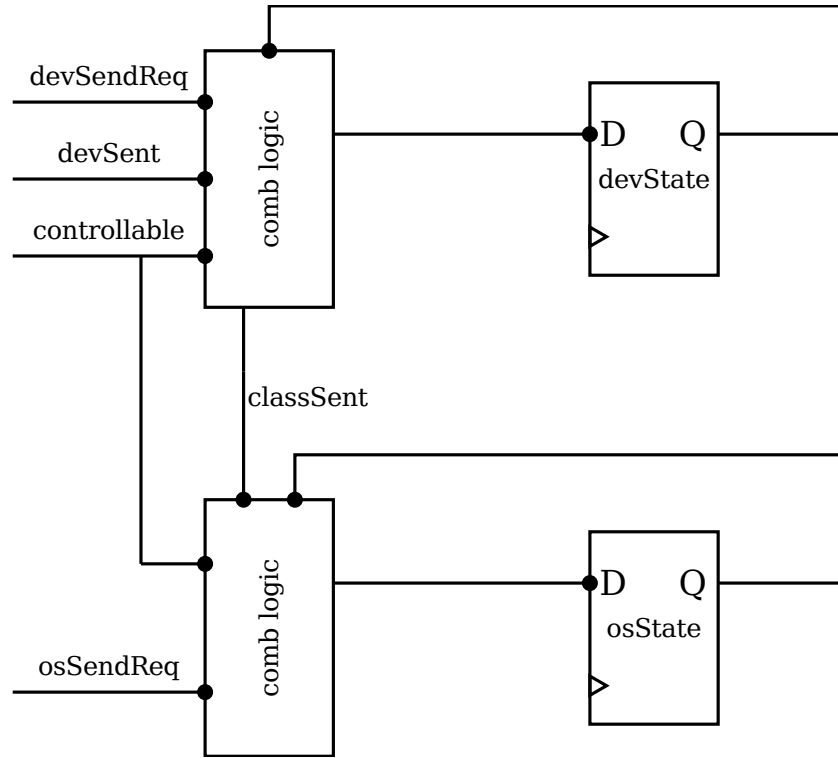 devSendReq
devSent
controllable
comb logic
D Q
devState
classSent
comb logic
D Q
osState
osSendReq